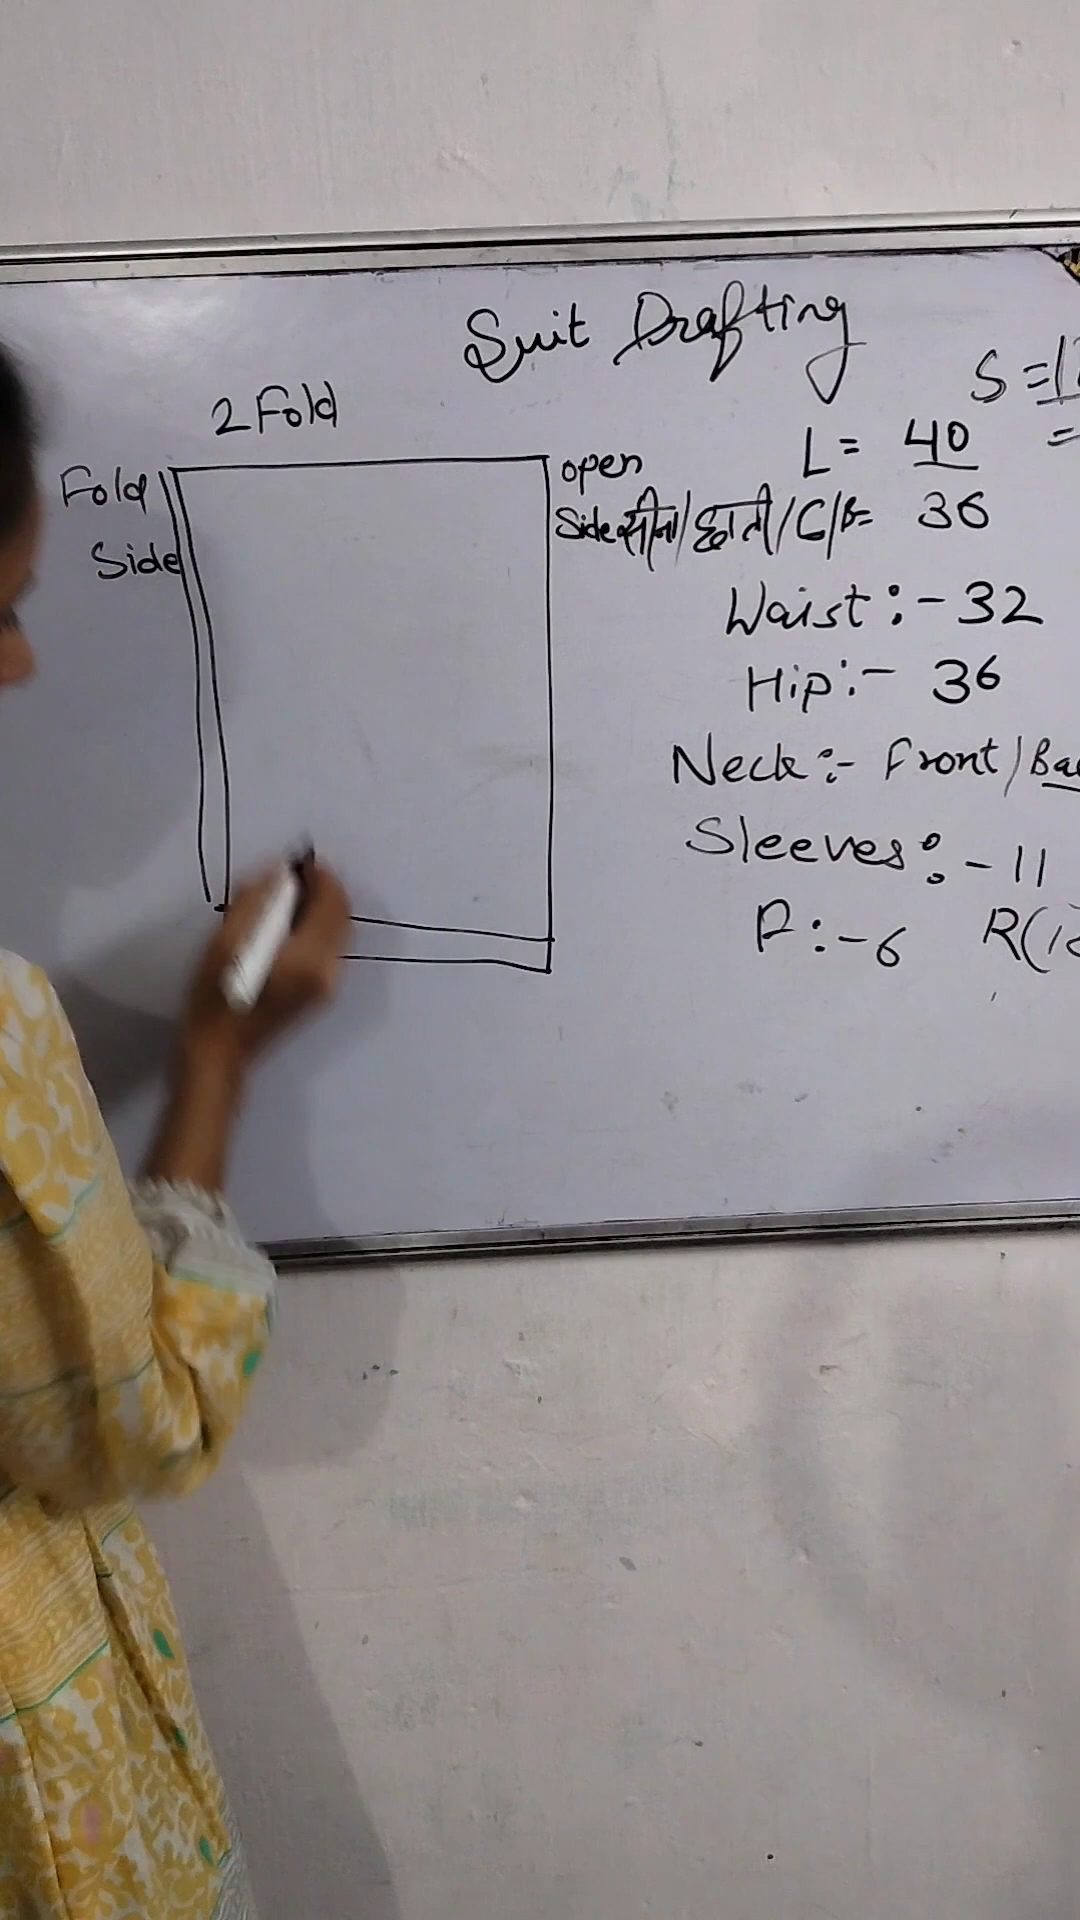 Suit Drafting
2 Fold
Fold
Side
open
Side
L = 40
सीना/छाती/C/B= 36
Waist :- 32
Hip :- 36
Neck :- Front/
Sleeves :- 11
:- 6